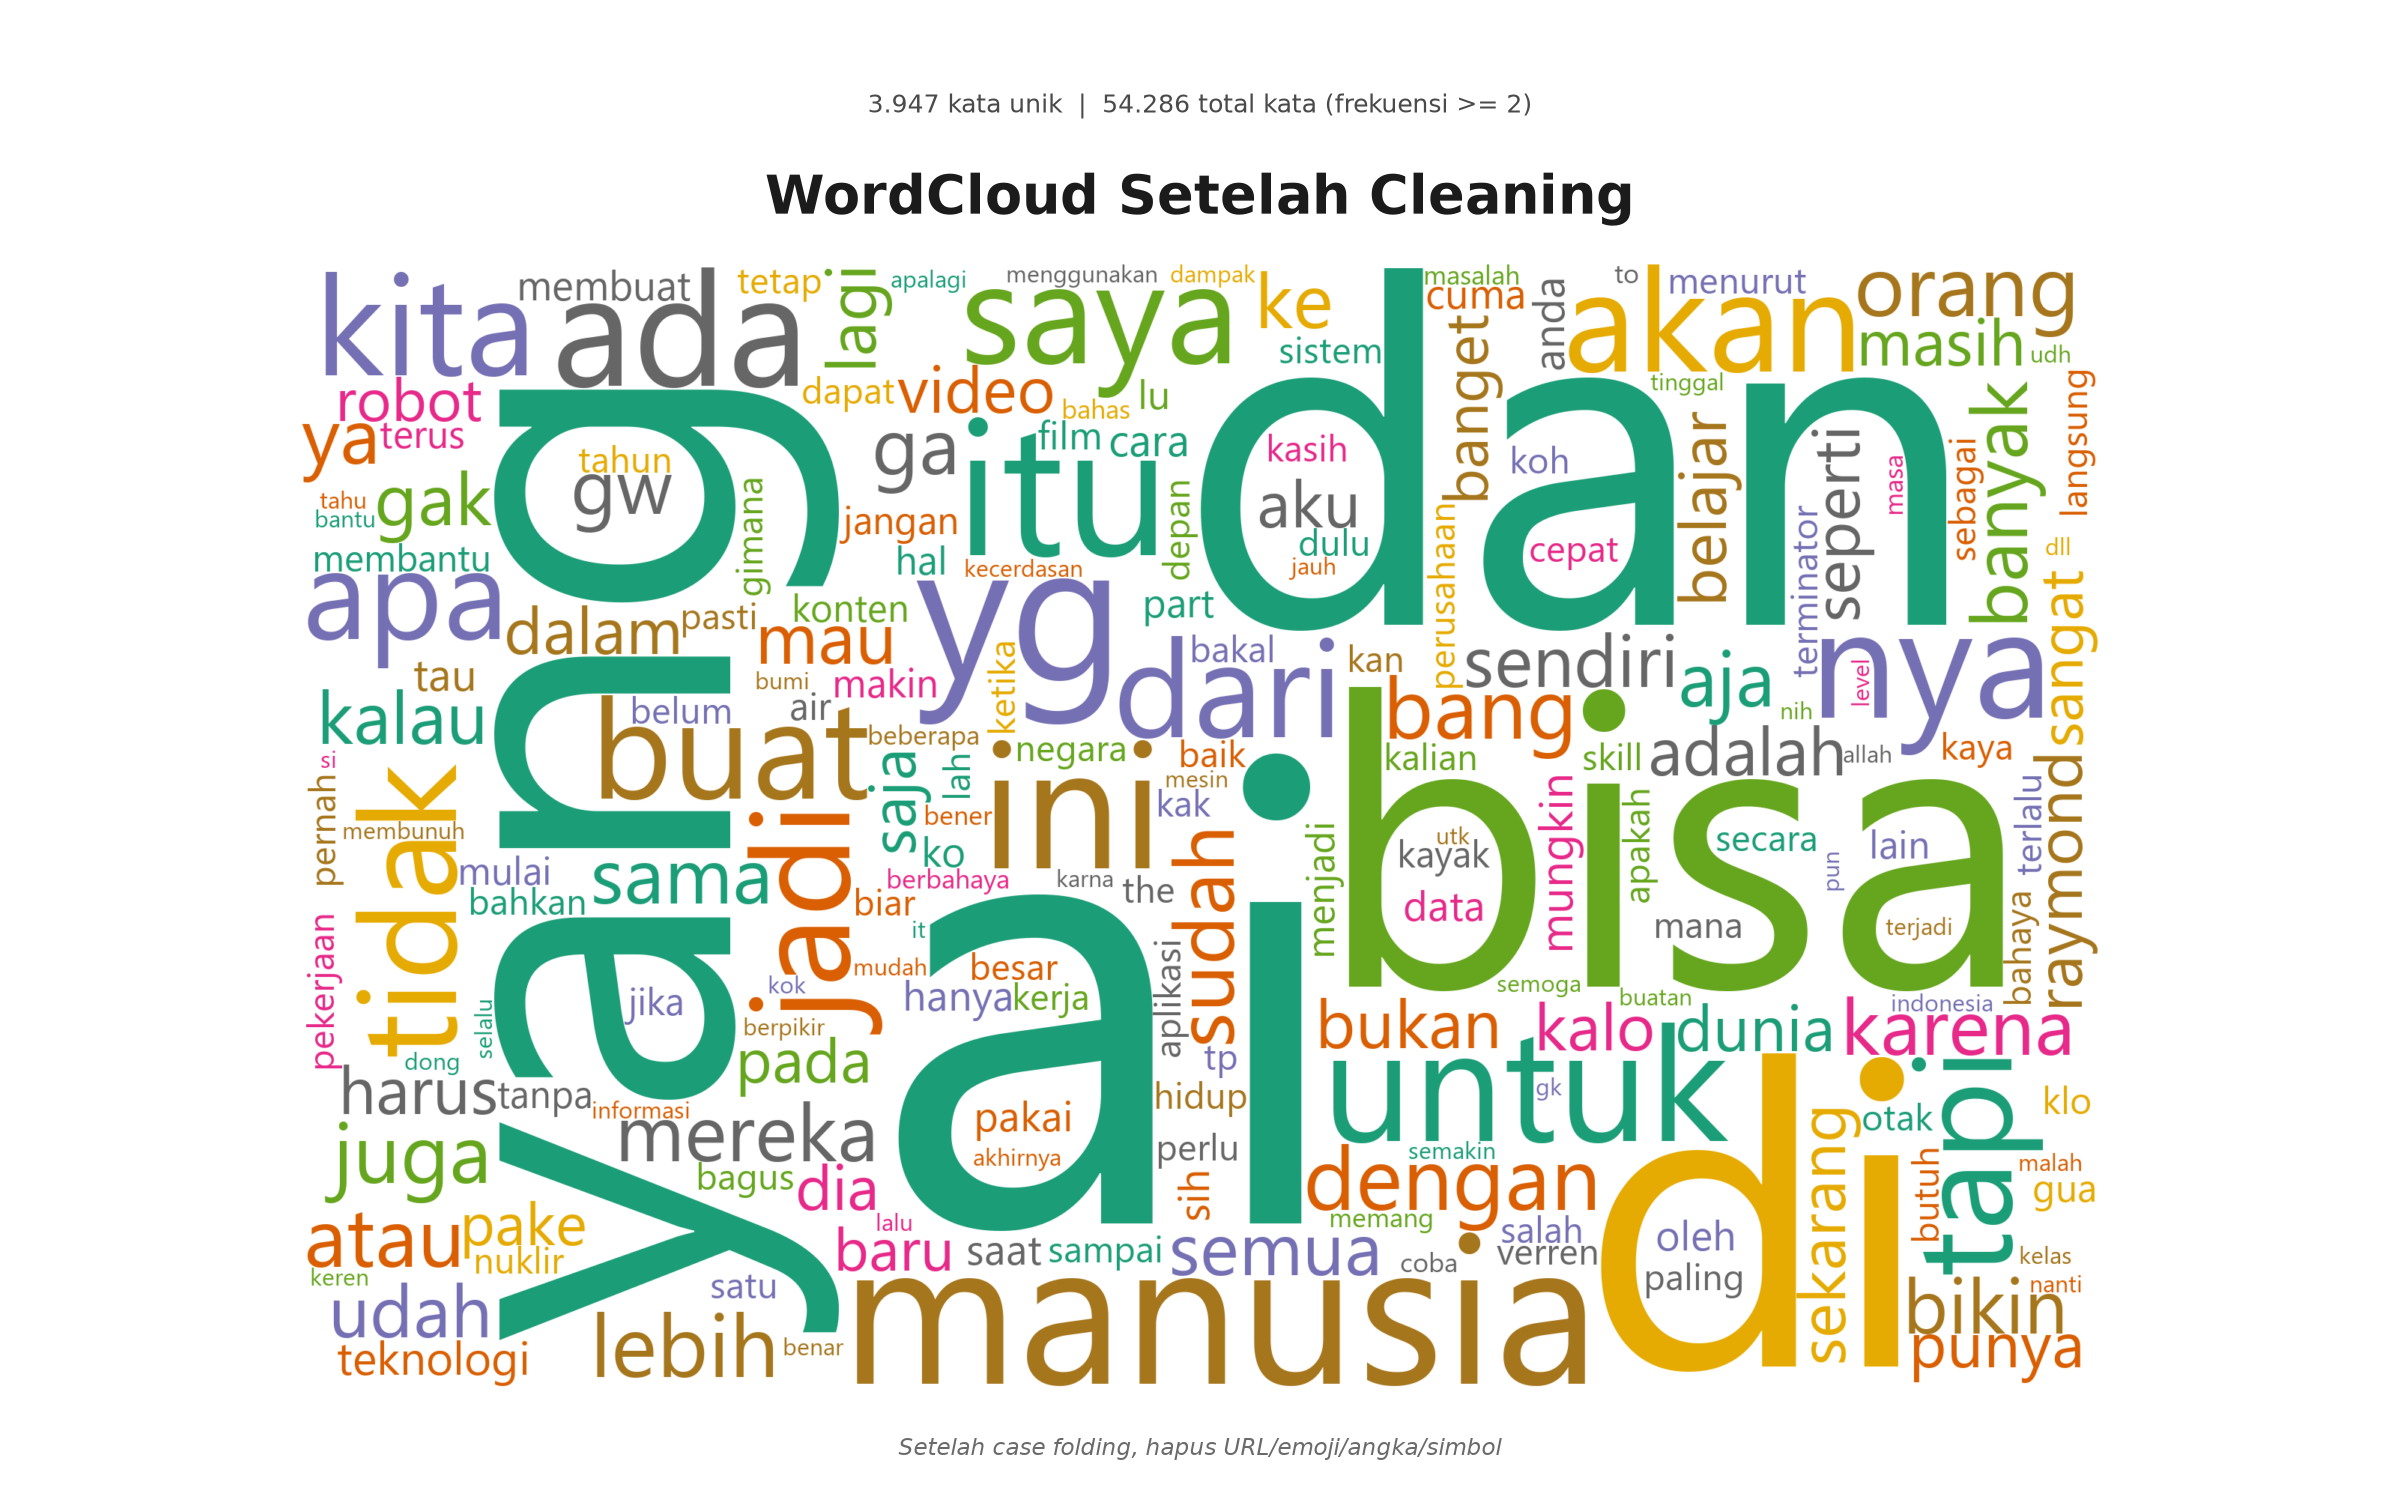 3.947 kata unik | 54.286 total kata (frekuensi >= 2)
WordCloud Setelah Cleaning
kita
membuat
ada
tetap
lagi
apalagi
menggunakan
dampak
saya
ke
sistem
masalah
cuma
anda
to
menurut
akan
orang
masih
udh
robot
ya
terus
dapat
video
bahas
lu
tinggal
banget
banyak
langsung
tahun
gw
ga
itu
film
cara
kasih
aku
dulu
jauh
dan
koh
cepat
belajar
seperti
masa
sebagai
tahu
bantu
gak
gimana
jangan
hal
kecerdasan
depan
perusahaan
terminator
dll
membantu
apa
dalam
pasti
konten
mau
yg
part
bakal
dari
kan
sendiri
aja
nya
level
sangat
tau
kalau
yang
belum
bumi
air
makin
ketika
bang
nih
buat
beberapa
negara
baik
kalian
skill
adalah
allah
kaya
si
pernah
tidak
membunuh
saja
lah
ini
mesin
kak
bener
ko
berbahaya
karna
the
sudah
menjadi
bisa
utk
kayak
data
mungkin
apakah
secara
mana
lain
pun
terjadi
terlalu
bahaya
raymond
mulai
bahkan
sama
jadi
biar
it
mudah
besar
hanya
kerja
aplikasi
ai
semoga
buatan
indonesia
pekerjaan
selalu
jika
kok
berpikir
pada
tp
bukan
kalo
dunia
karena
dong
harus
tanpa
informasi
mereka
pakai
akhirnya
hidup
perlu
untuk
gk
di
otak
tapi
klo
juga
bagus
dia
sih
semakin
dengan
sekarang
butuh
malah
gua
atau
pake
nuklir
lalu
baru
saat
sampai
semua
memang
salah
coba
verren
oleh
paling
kelas
keren
udah
satu
manusia
bikin
nanti
teknologi
lebih
benar
punya
Setelah case folding, hapus URL/emoji/angka/simbol